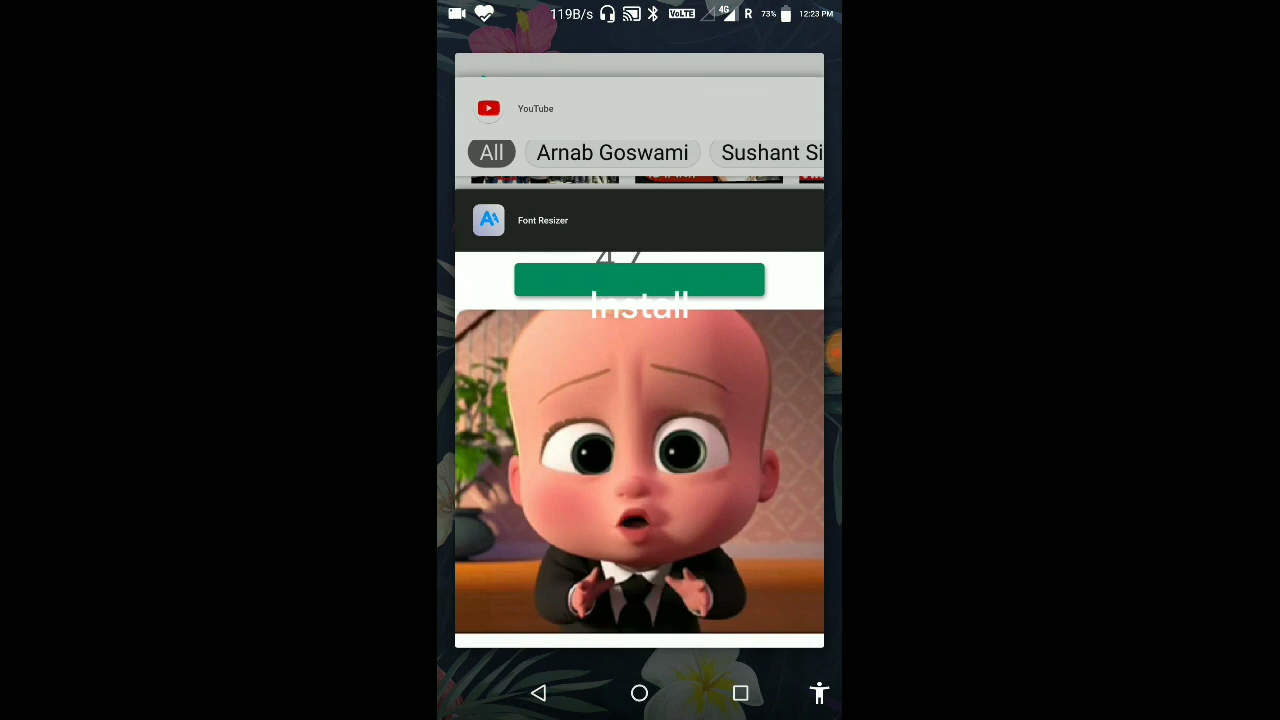 119B/s VoLTE 4G R 73% 12:23 PM
YouTube
All Arnab Goswami Sushant Si
Font Resizer
Install